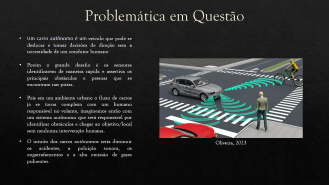 Problemática em Questão
• Um carro autônomo é um veículo que pode se
deslocar e tomar decisões de direção sem a
necessidade de um condutor humano
• Porém o grande desafio é os sensores
identificarem de maneira rápida e assertiva os
principais obstáculos e pessoas que se
encontram nas pistas.
• Pois em um ambiente urbano o fluxo de carros
já se torna complexo com um humano
responsável no volante, imaginemos então com
um sistema autônomo que será responsável por
identificar obstáculos e chegar ao objetivo/local
sem nenhuma intervenção humana.
• O intuito dos carros autônomos seria diminuir
os acidentes, a poluição sonora, os
engarrafamentos e a alta emissão de gases
poluentes.
Oliveira, 2023